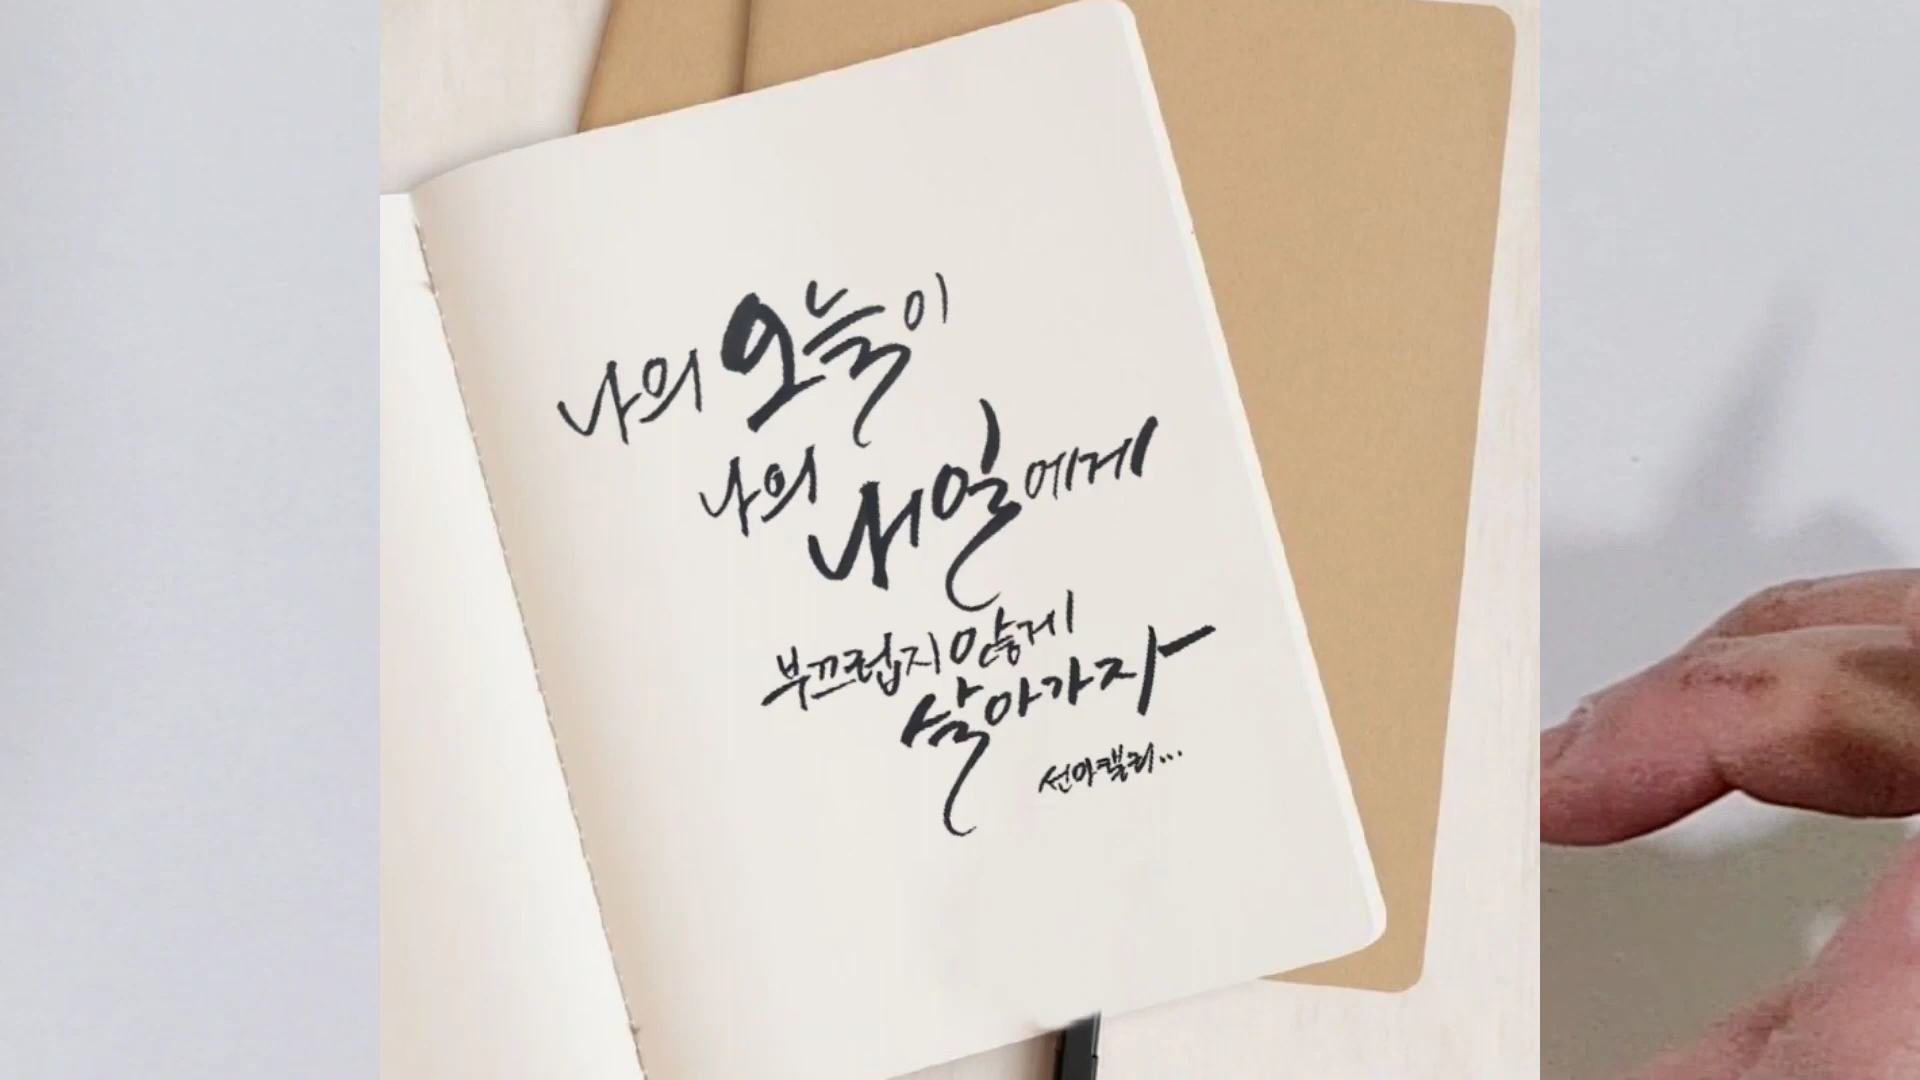 나의 오늘이
나의 내일에게
부끄럽지 않게
살아가자
선아캘리...